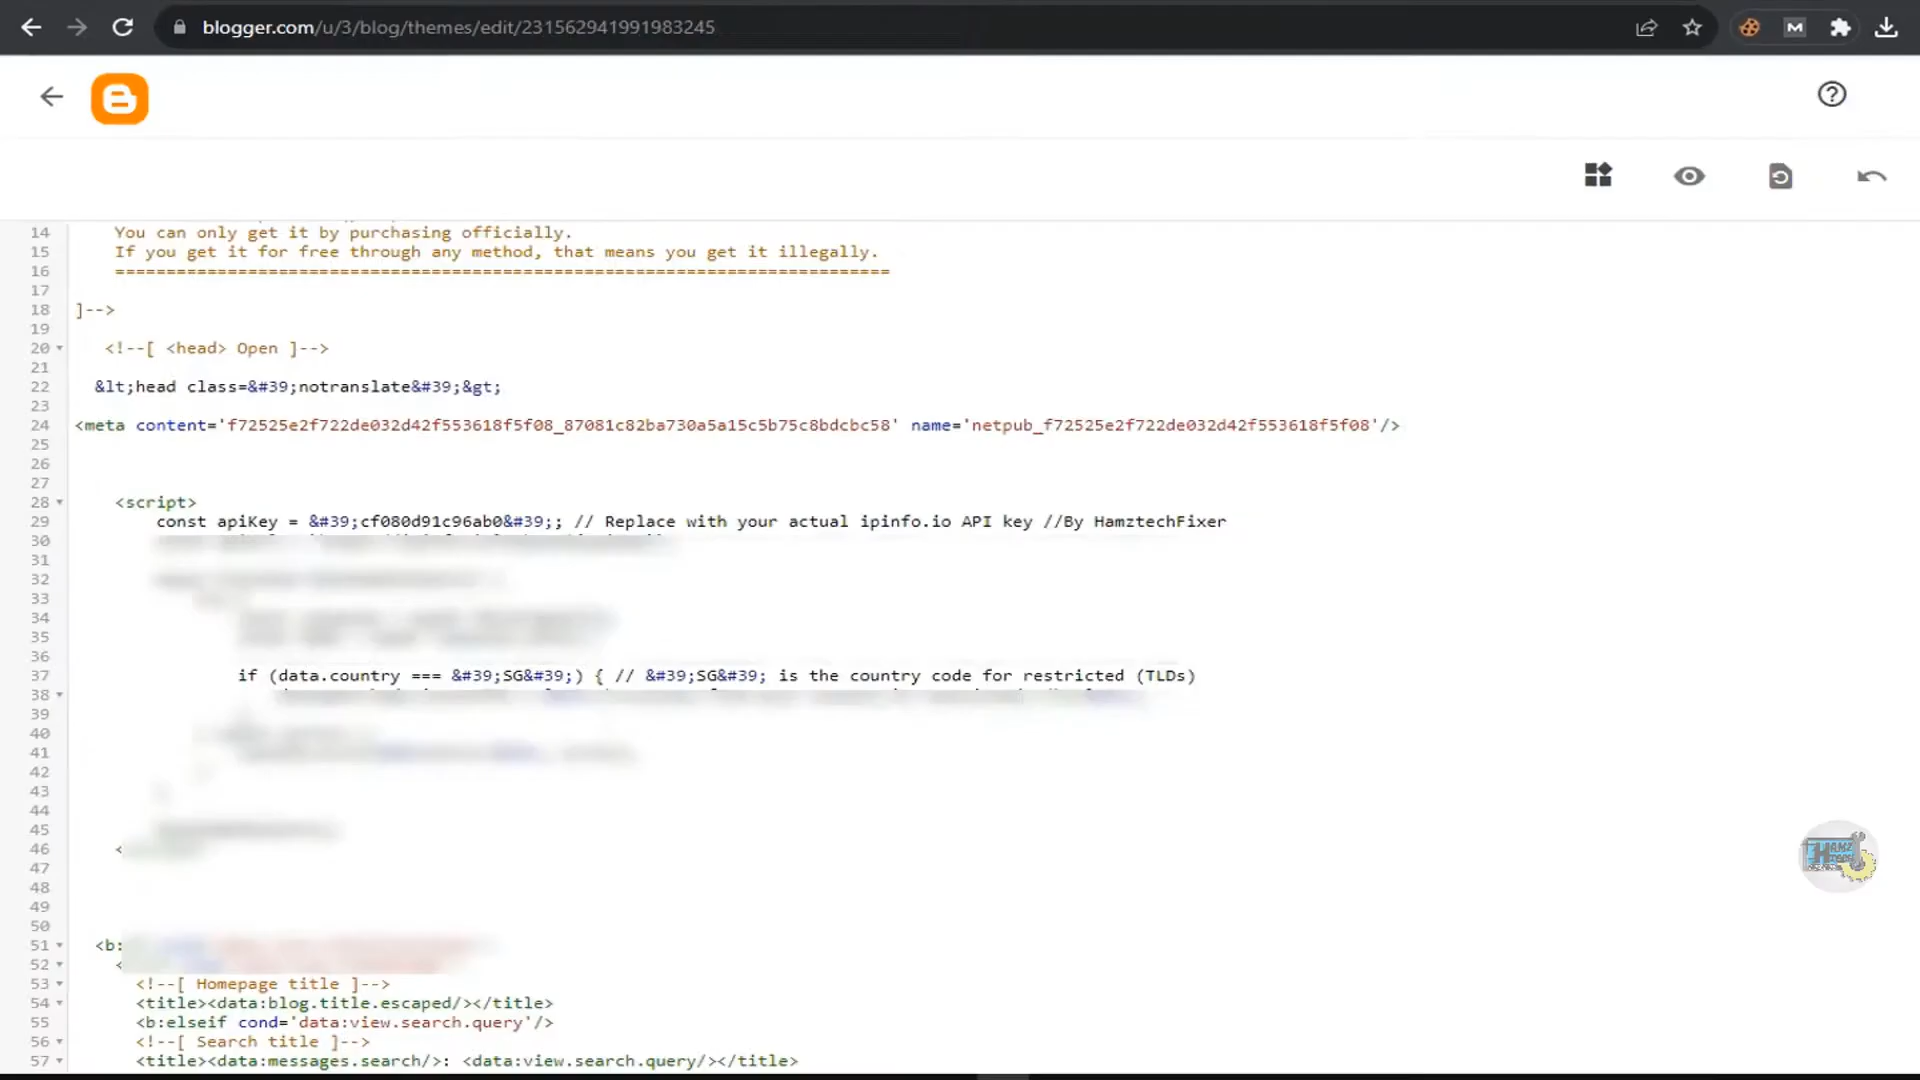 blogger.com/u/3/blog/themes/edit/231562941991983245
14 You can only get it by purchasing officially.
15 If you get it for free through any method, that means you get it illegally.
16 ============================================================================
17
18 ]-->
19
20 <!--[ <head> Open ]-->
21
22 &lt;head class=&#39;notranslate&#39;&gt;
23
24 <meta content='f72525e2f722de032d42f553618f5f08_87081c82ba730a5a15c5b75c8bdcbc58' name='netpub_f72525e2f722de032d42f553618f5f08'/>
25
26
27
28 <script>
29 const apiKey = &#39;cf080d91c96ab0&#39;; // Replace with your actual ipinfo.io API key //By HamztechFixer
30
31
32
33
34
35
36
37 if (data.country === &#39;SG&#39;) { // &#39;SG&#39; is the country code for restricted (TLDs)
38
39
40
41
42
43
44
45
46 <
47
48
49
50
51 <b:
52 <
53 <!--[ Homepage title ]-->
54 <title><data:blog.title.escaped/></title>
55 <b:elseif cond='data:view.search.query'/>
56 <!--[ Search title ]-->
57 <title><data:messages.search/>: <data:view.search.query/></title>